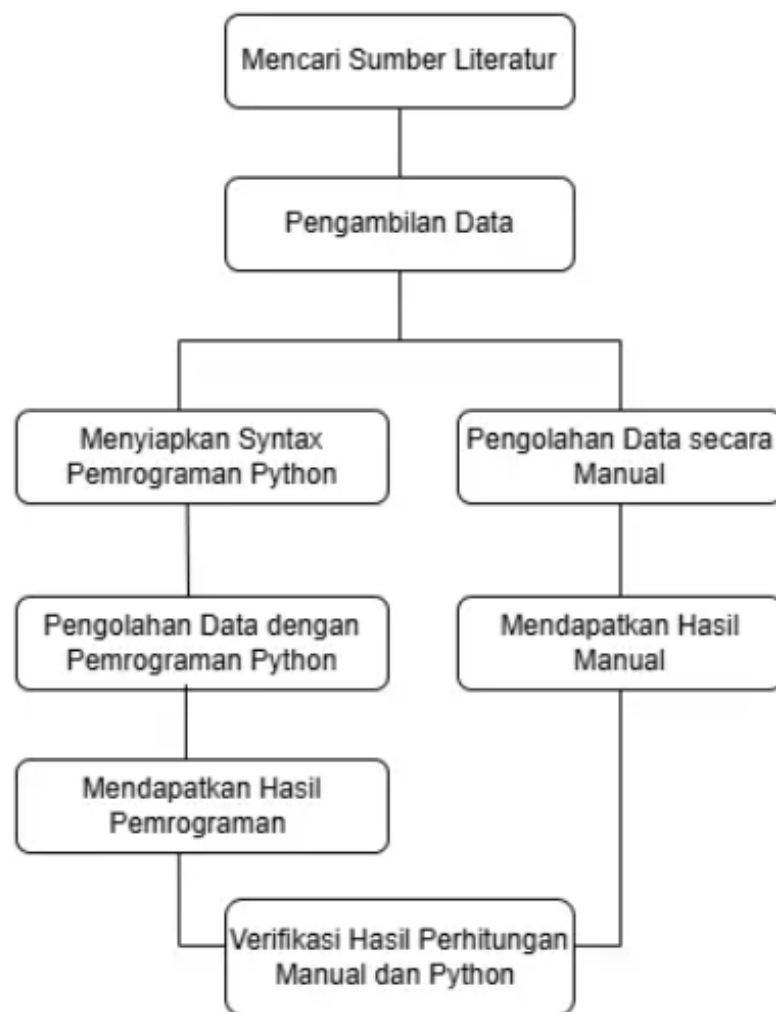 Mencari Sumber Literatur
Pengambilan Data
Menyiapkan Syntax
Pemrograman Python
Pengolahan Data secara
Manual
Pengolahan Data dengan
Pemrograman Python
Mendapatkan Hasil
Manual
Mendapatkan Hasil
Pemrograman
Verifikasi Hasil Perhitungan
Manual dan Python